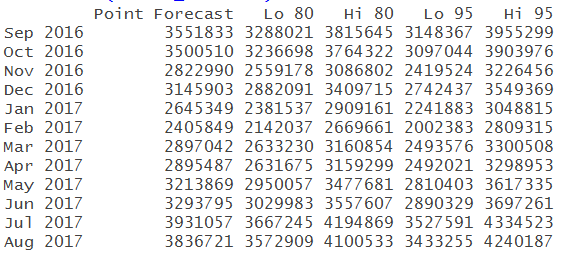 Point Forecast Lo 80 Hi 80 Lo 95 Hi 95
Sep 2016 3551833 3288021 3815645 3148367 3955299
Oct 2016 3500510 3236698 3764322 3097044 3903976
Nov 2016 2822990 2559178 3086802 2419524 3226456
Dec 2016 3145903 2882091 3409715 2742437 3549369
Jan 2017 2645349 2381537 2909161 2241883 3048815
Feb 2017 2405849 2142037 2669661 2002383 2809315
Mar 2017 2897042 2633230 3160854 2493576 3300508
Apr 2017 2895487 2631675 3159299 2492021 3298953
May 2017 3213869 2950057 3477681 2810403 3617335
Jun 2017 3293795 3029983 3557607 2890329 3697261
Jul 2017 3931057 3667245 4194869 3527591 4334523
Aug 2017 3836721 3572909 4100533 3433255 4240187